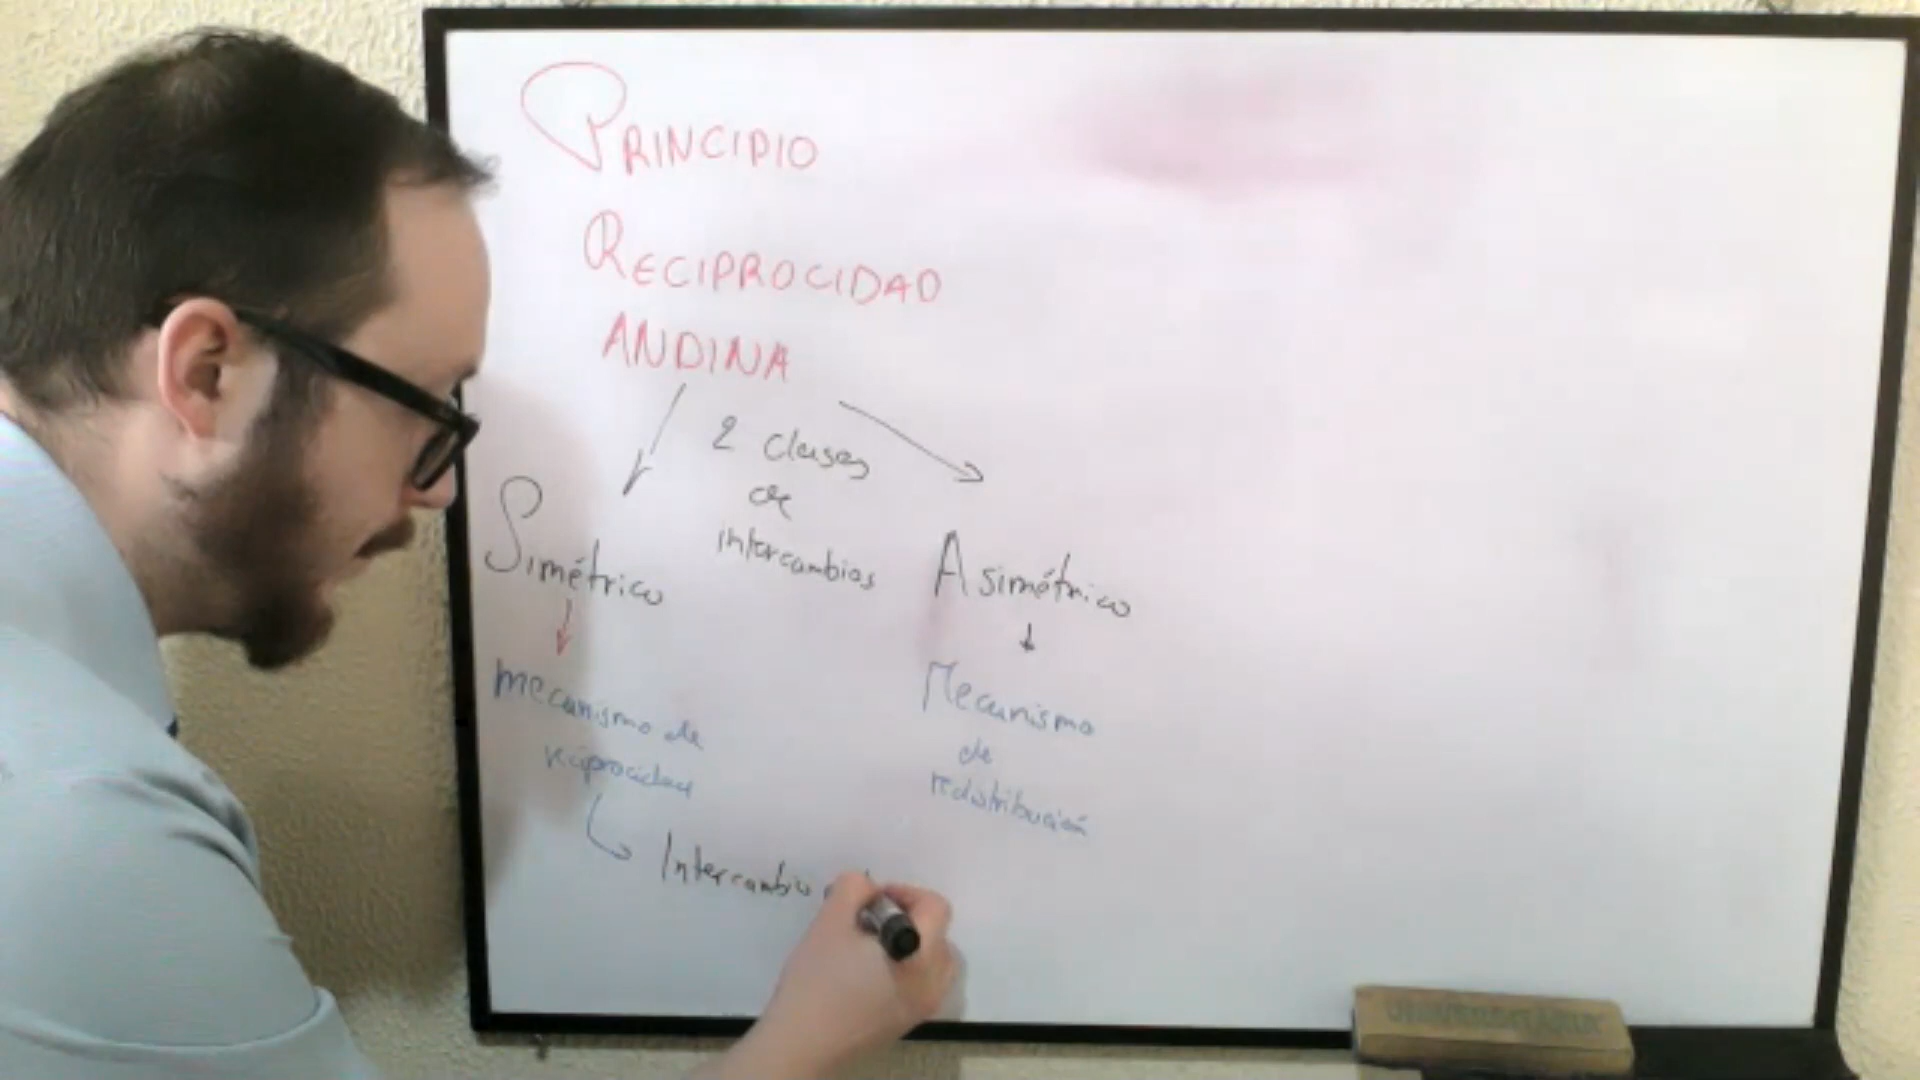 PRINCIPIO
RECIPROCIDAD
ANDINA
2 clases
de
intercambios
Simétrico
Asimétrico
mecanismo de
reciprocidad
Mecanismo
de
redistribución
Intercambio